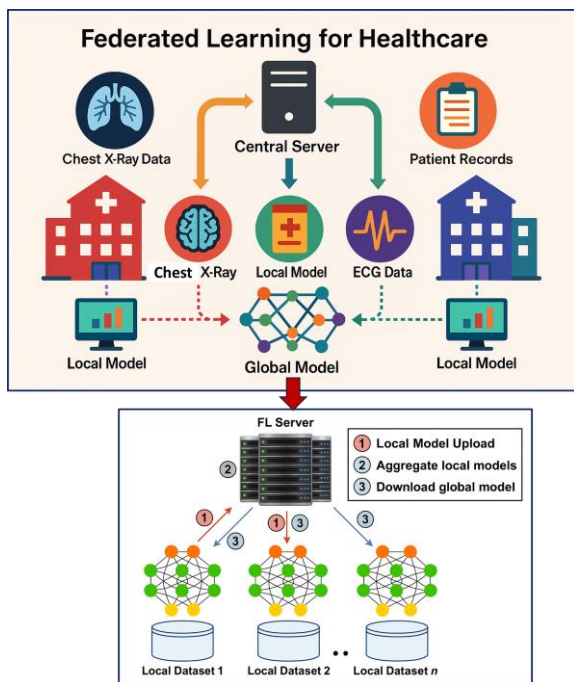 Federated Learning for Healthcare
Chest X-Ray Data
Central Server
Patient Records
Chest X-Ray
Local Model
ECG Data
Local Model
Global Model
Local Model
FL Server
1 Local Model Upload
2 Aggregate local models
3 Download global model
2
1
3
1
3
3
Local Dataset 1
Local Dataset 2
..
Local Dataset n